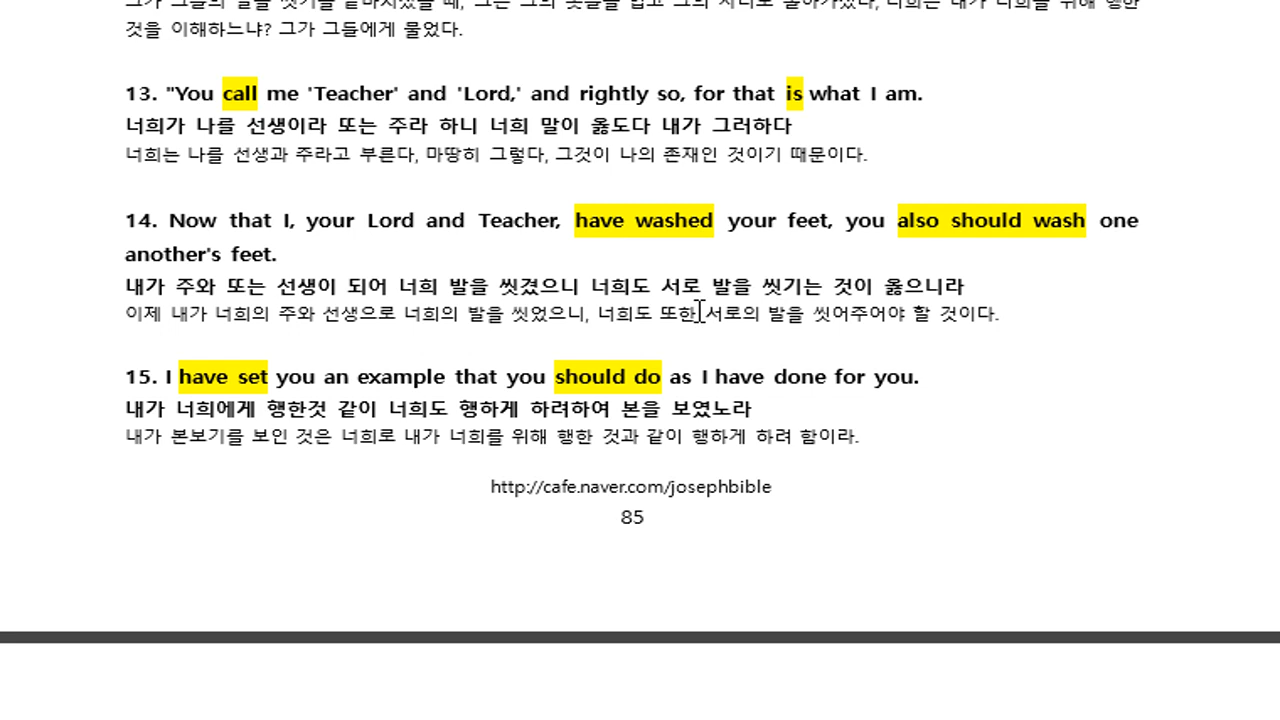 것을 이해하느냐? 그가 그들에게 물었다.
13. "You call me 'Teacher' and 'Lord,' and rightly so, for that is what I am.
너희가 나를 선생이라 또는 주라 하니 너희 말이 옳도다 내가 그러하다
너희는 나를 선생과 주라고 부른다, 마땅히 그렇다, 그것이 나의 존재인 것이기 때문이다.
14. Now that I, your Lord and Teacher, have washed your feet, you also should wash one
another's feet.
내가 주와 또는 선생이 되어 너희 발을 씻겼으니 너희도 서로 발을 씻기는 것이 옳으니라
이제 내가 너희의 주와 선생으로 너희의 발을 씻었으니, 너희도 또한 서로의 발을 씻어주어야 할 것이다.
15. I have set you an example that you should do as I have done for you.
내가 너희에게 행한것 같이 너희도 행하게 하려하여 본을 보였노라
내가 본보기를 보인 것은 너희로 내가 너희를 위해 행한 것과 같이 행하게 하려 함이라.
http://cafe.naver.com/josephbible
85